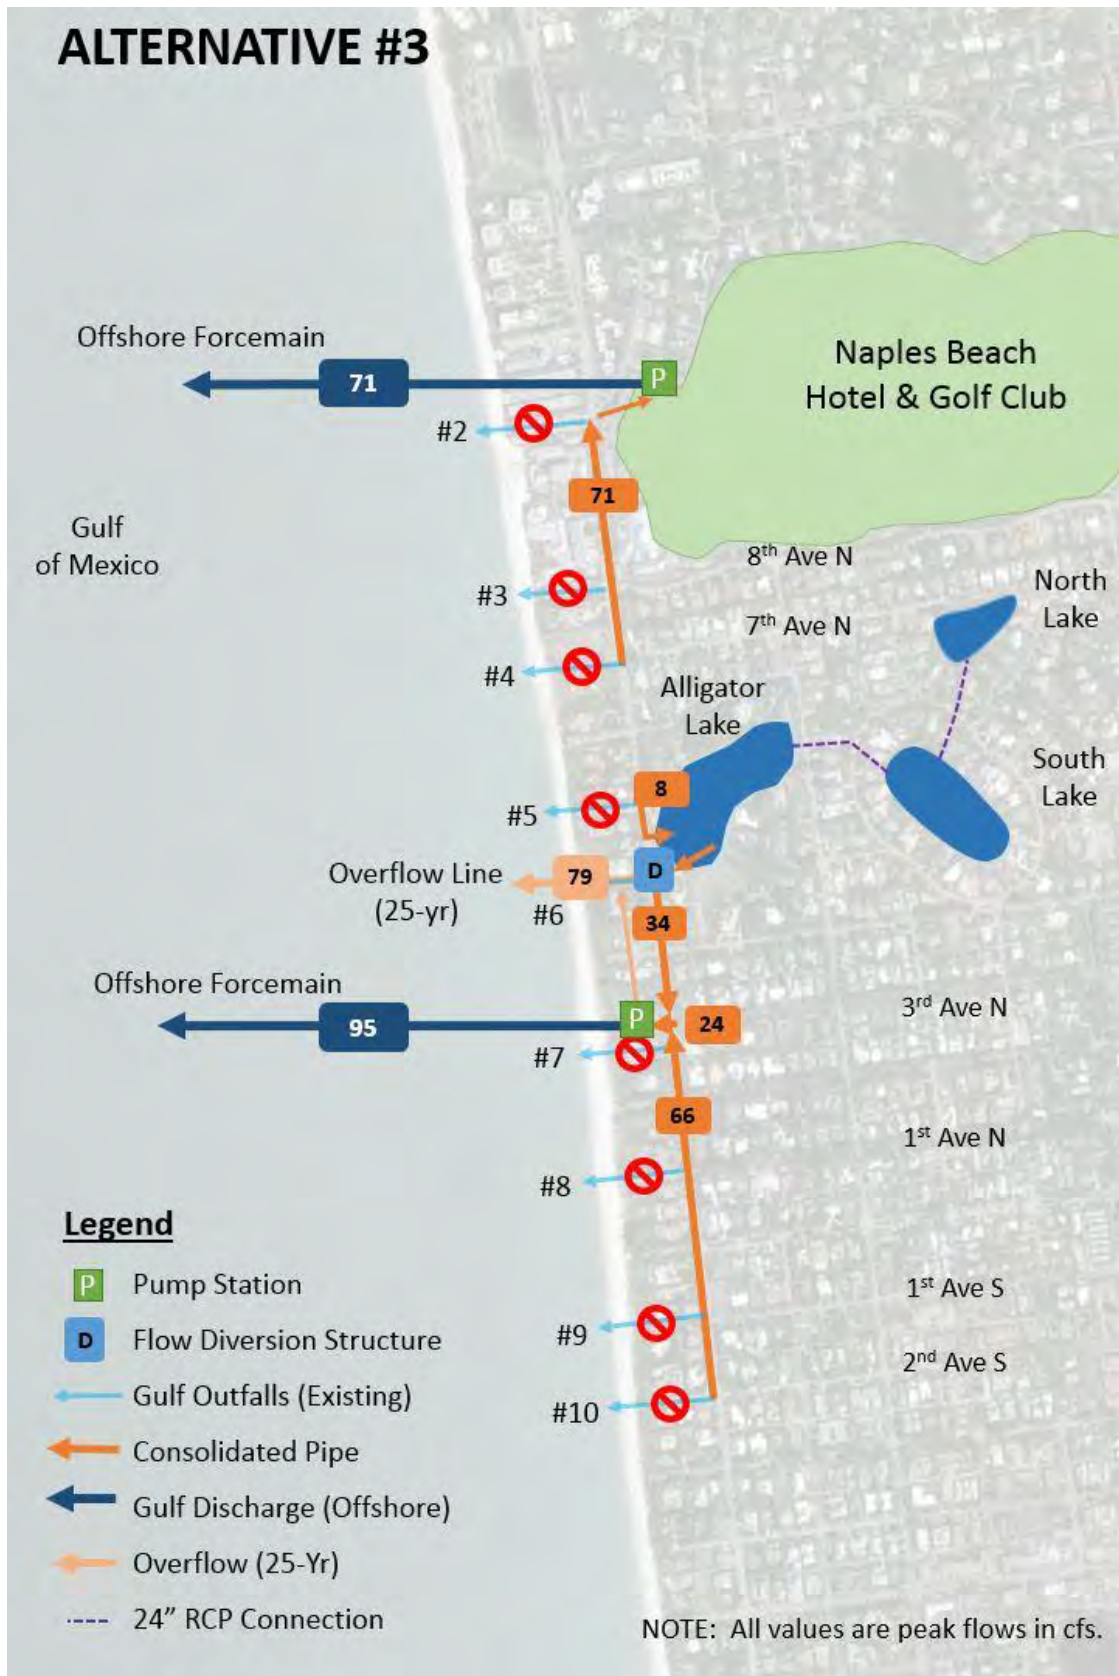 ALTERNATIVE #3
Offshore Forcemain
71
P
Naples Beach
Hotel & Golf Club
#2
71
Gulf
of Mexico
8th Ave N
#3
North
Lake
7th Ave N
#4
Alligator
Lake
South
Lake
8
#5
D
Overflow Line
(25-yr)
79
#6
34
Offshore Forcemain
95
P
24
3rd Ave N
#7
66
1st Ave N
#8
1st Ave S
#9
2nd Ave S
#10
Legend
P Pump Station
D Flow Diversion Structure
Gulf Outfalls (Existing)
Consolidated Pipe
Gulf Discharge (Offshore)
Overflow (25-Yr)
24” RCP Connection
NOTE: All values are peak flows in cfs.